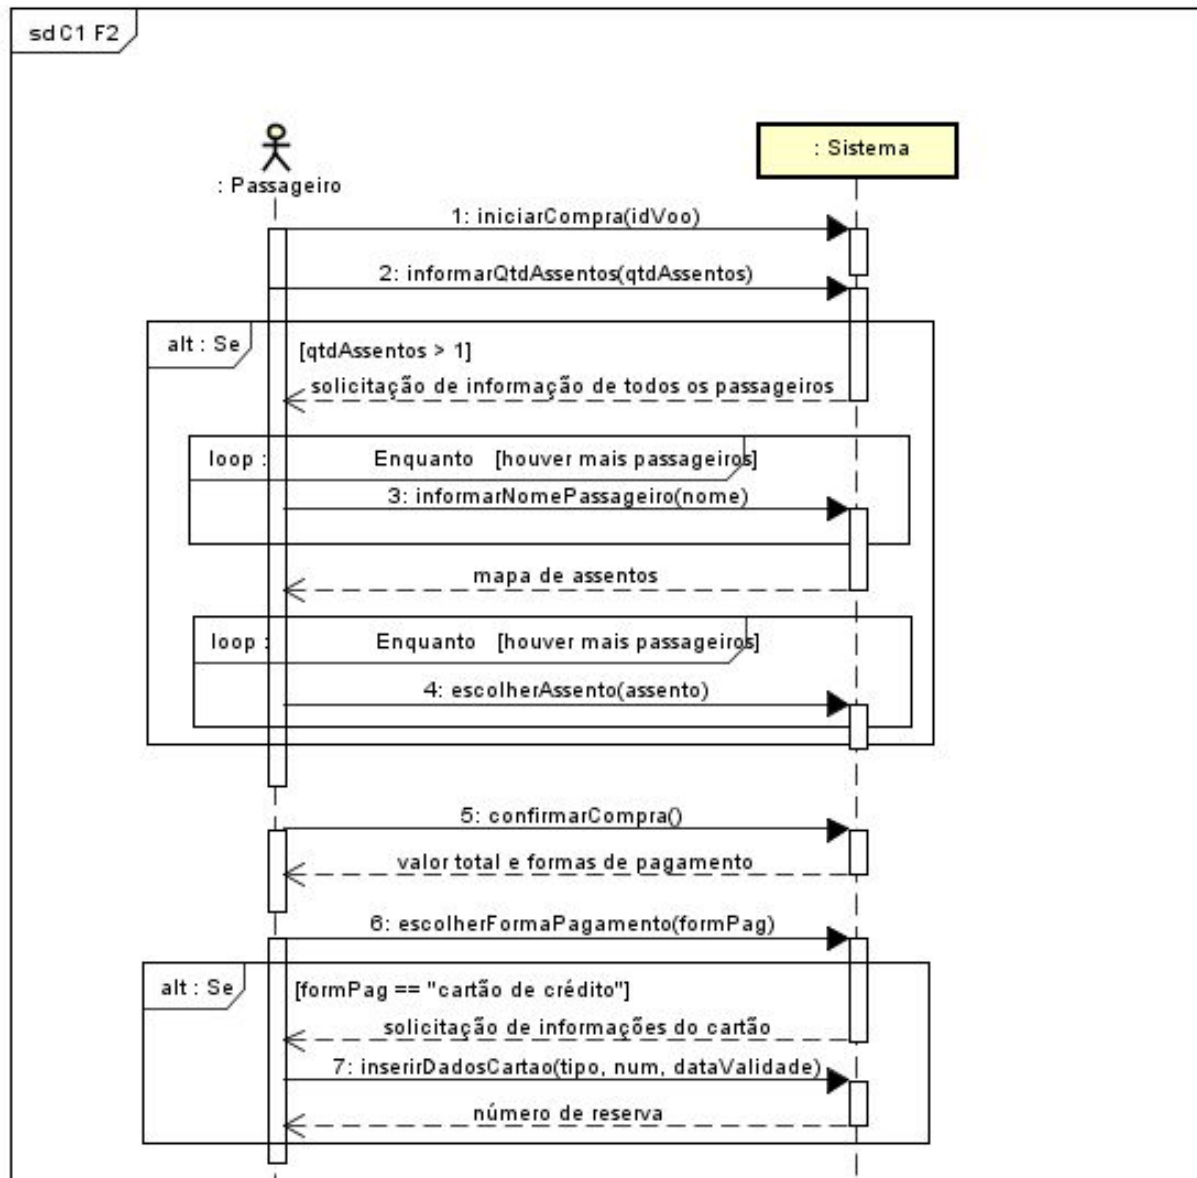 sd C1 F2
: Passageiro
: Sistema
1: iniciarCompra(idVoo)
2: informarQtdAssentos(qtdAssentos)
alt : Se
[qtdAssentos > 1]
solicitação de informação de todos os passageiros
loop : Enquanto [houver mais passageiros]
3: informarNomePassageiro(nome)
mapa de assentos
loop : Enquanto [houver mais passageiros]
4: escolherAssento(assento)
5: confirmarCompra()
valor total e formas de pagamento
6: escolherFormaPagamento(formPag)
alt : Se
[formPag == "cartão de crédito"]
solicitação de informações do cartão
7: inserirDadosCartao(tipo, num, dataValidade)
número de reserva